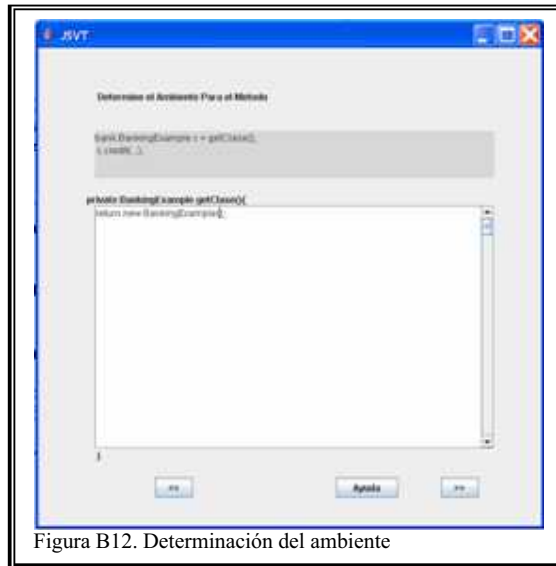 JSVT
Determine el Ambiente Para el Metodo
bank.BankingExample c = getClase();
c.credit(..);
private BankingExample getClase(){
return new BankingExample();
}
<<
Ayuda
>>
Figura B12. Determinación del ambiente